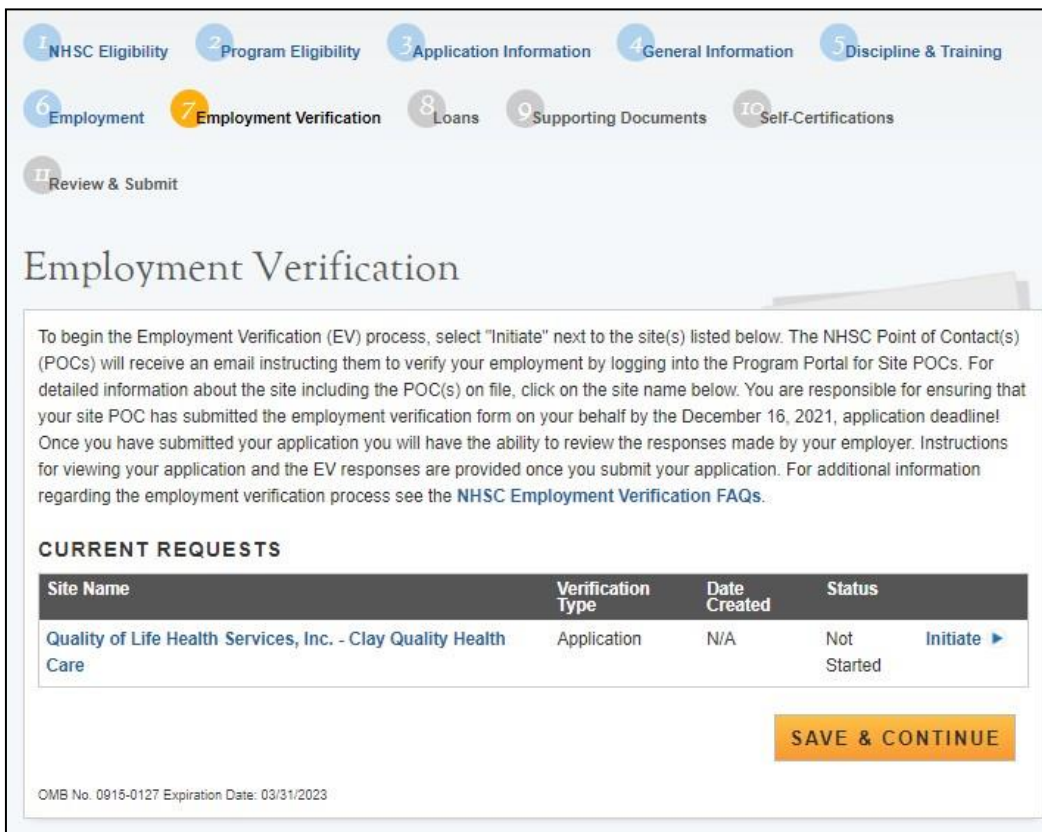 1 NHSC Eligibility 2 Program Eligibility 3 Application Information 4 General Information 5 Discipline & Training
6 Employment 7 Employment Verification 8 Loans 9 Supporting Documents 10 Self-Certifications
11 Review & Submit
Employment Verification
To begin the Employment Verification (EV) process, select "Initiate" next to the site(s) listed below. The NHSC Point of Contact(s)
(POCs) will receive an email instructing them to verify your employment by logging into the Program Portal for Site POCs. For
detailed information about the site including the POC(s) on file, click on the site name below. You are responsible for ensuring that
your site POC has submitted the employment verification form on your behalf by the December 16, 2021, application deadline!
Once you have submitted your application you will have the ability to review the responses made by your employer. Instructions
for viewing your application and the EV responses are provided once you submit your application. For additional information
regarding the employment verification process see the NHSC Employment Verification FAQs.
CURRENT REQUESTS
Site Name Verification Date Status
Type Created
Quality of Life Health Services, Inc. - Clay Quality Health Application N/A Not Initiate ►
Care Started
SAVE & CONTINUE
OMB No. 0915-0127 Expiration Date: 03/31/2023